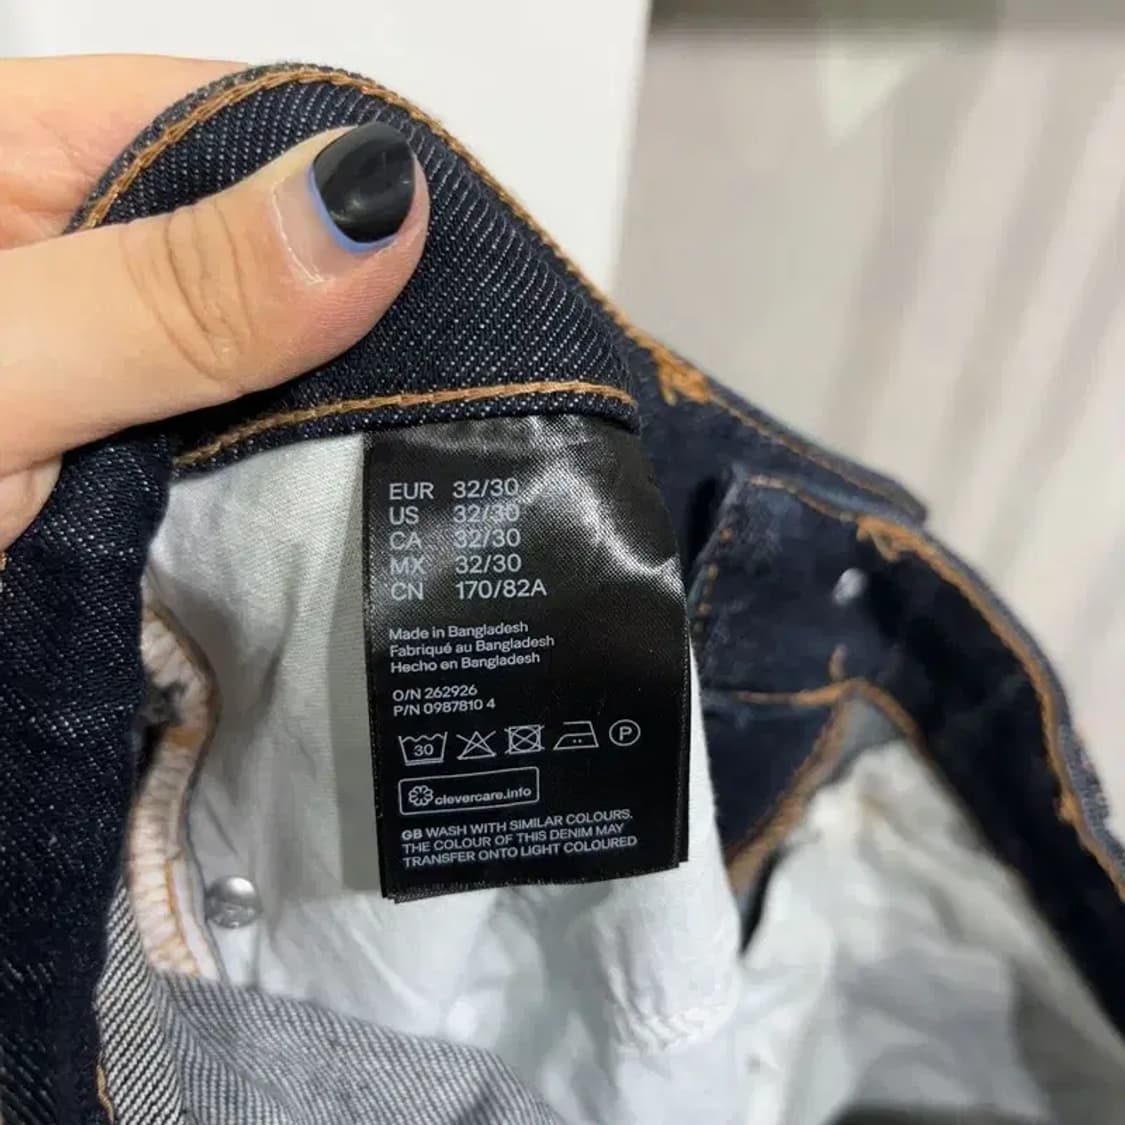 EUR 32/30
US 32/30
CA 32/30
MX 32/30
CN 170/82A
Made in Bangladesh
Fabriqué au Bangladesh
Hecho en Bangladesh
O/N 262926
P/N 0987810 4
30 P
clevercare.info
GB WASH WITH SIMILAR COLOURS.
THE COLOUR OF THIS DENIM MAY
TRANSFER ONTO LIGHT COLOURED